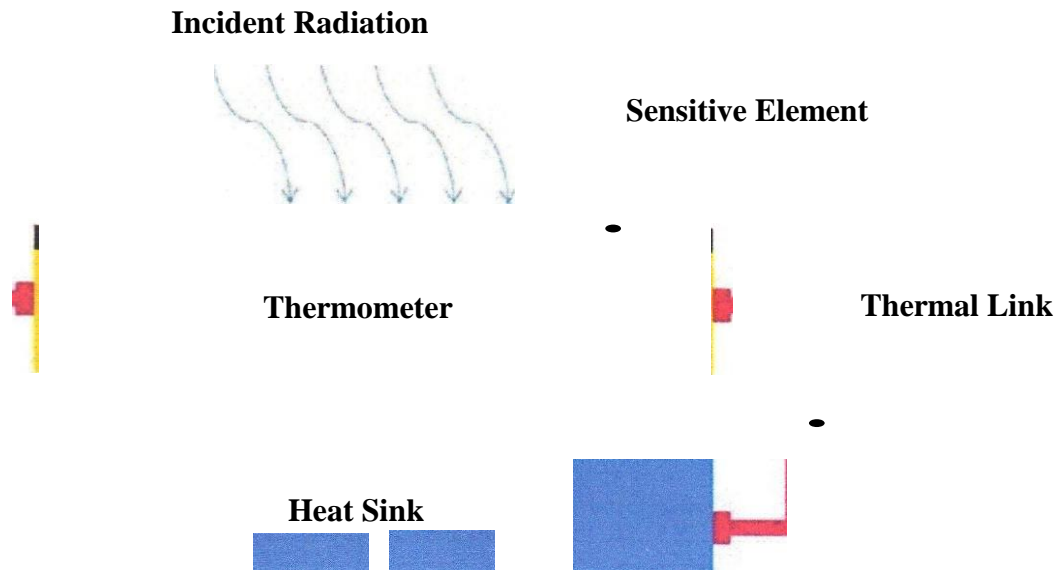 Incident Radiation
Sensitive Element
Thermometer
Thermal Link
Heat Sink